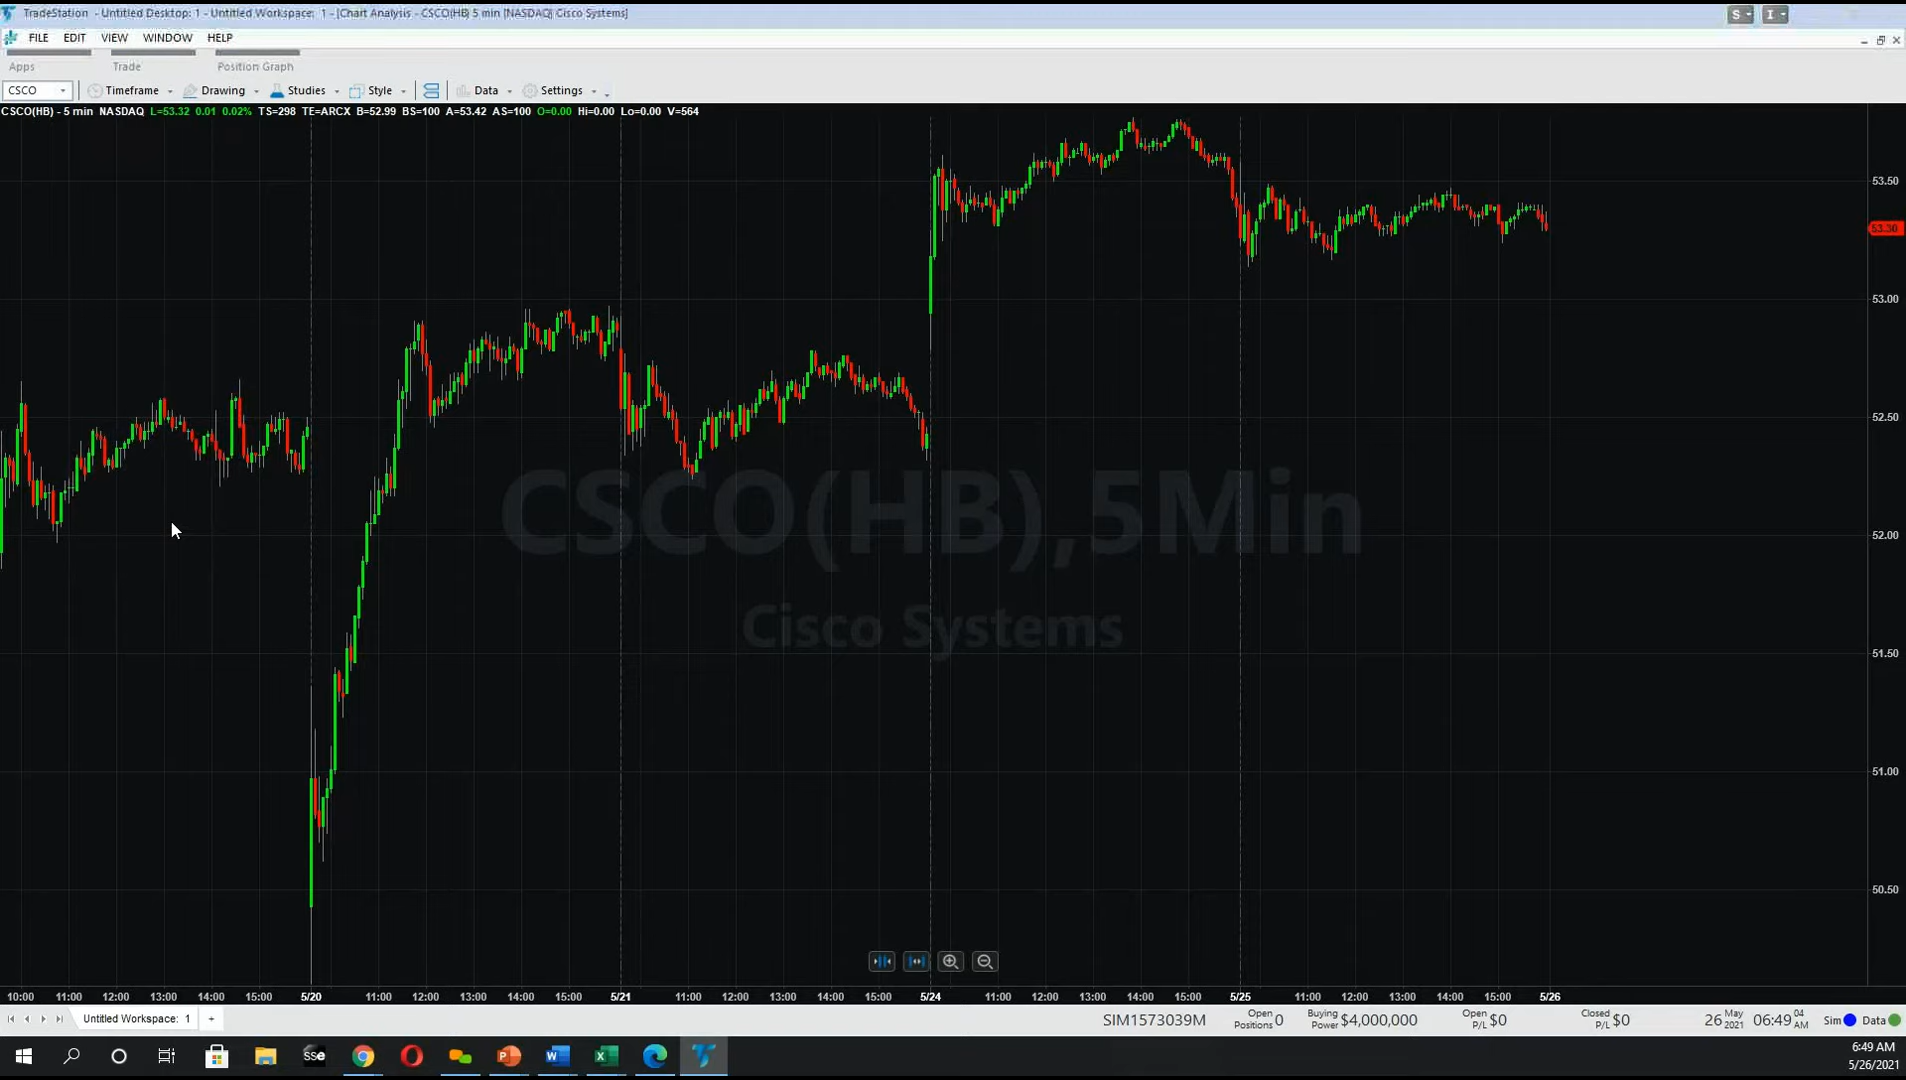 TradeStation - Untitled Desktop: 1 - Untitled Workspace: 1 - [Chart Analysis - CSCO(HB) 5 min [NASDAQ] Cisco Systems]
S I
FILE EDIT VIEW WINDOW HELP
Apps Trade Position Graph
CSCO Timeframe Drawing Studies Style Data Settings
CSCO(HB) - 5 min NASDAQ L=53.32 0.01 0.02% TS=298 TE=ARCX B=52.99 BS=100 A=53.42 AS=100 O=0.00 Hi=0.00 Lo=0.00 V=564
53.50
53.30
53.00
52.50
CSCO(HB),5Min
52.00
Cisco Systems
51.50
51.00
50.50
10:00 11:00 12:00 13:00 14:00 15:00 5/20 11:00 12:00 13:00 14:00 15:00 5/21 11:00 12:00 13:00 14:00 15:00 5/24 11:00 12:00 13:00 14:00 15:00 5/25 11:00 12:00 13:00 14:00 15:00 5/26
Untitled Workspace: 1 + SIM1573039M Open Positions 0 Buying Power $4,000,000 Open P/L $0 Closed P/L $0 26 May 2021 06:49 04 AM Sim Data
sse
6:49 AM
5/26/2021